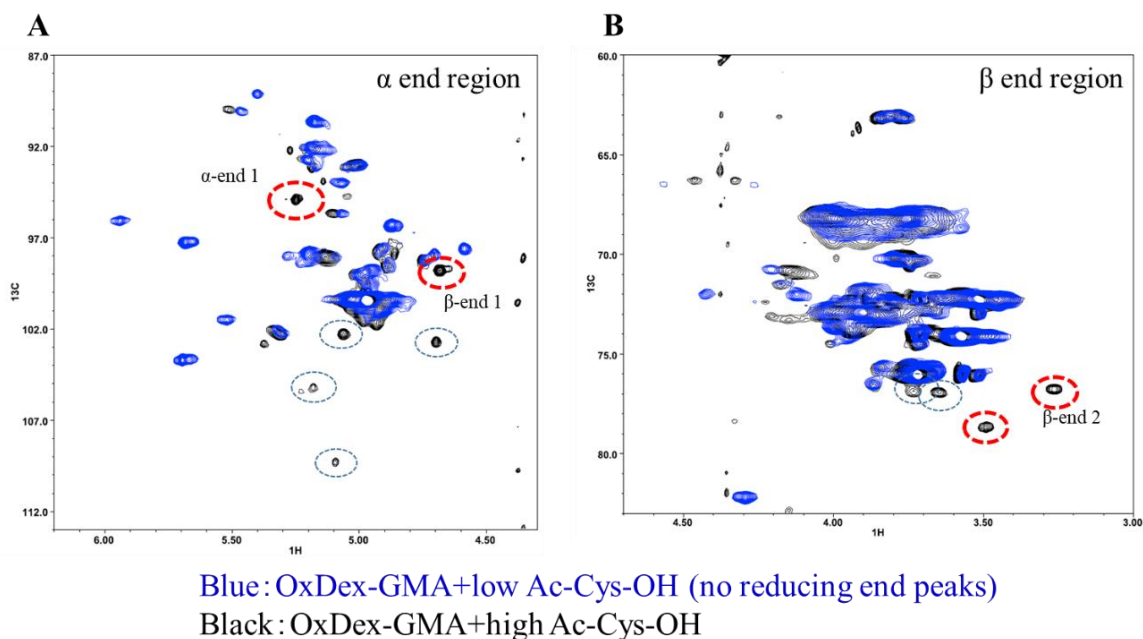 A
B
87.0
α end region
92.0
α-end 1
97.0
13C
β-end 1
102.0
107.0
112.0
6.00
5.50
5.00
4.50
1H
60.0
β end region
65.0
70.0
13C
75.0
β-end 2
80.0
4.50
4.00
3.50
3.00
1H
Blue：OxDex-GMA+low Ac-Cys-OH (no reducing end peaks)
Black：OxDex-GMA+high Ac-Cys-OH